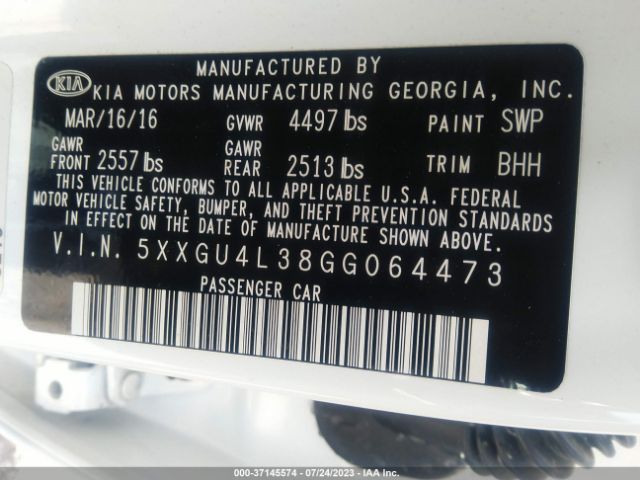 MANUFACTURED BY
KIA KIA MOTORS MANUFACTURING GEORGIA, INC.
MAR/16/16 GVWR 4497 lbs PAINT SWP
GAWR FRONT 2557 lbs GAWR REAR 2513 lbs TRIM BHH
THIS VEHICLE CONFORMS TO ALL APPLICABLE U.S.A. FEDERAL
MOTOR VEHICLE SAFETY, BUMPER, AND THEFT PREVENTION STANDARDS
IN EFFECT ON THE DATE OF MANUFACTURE SHOWN ABOVE.
V.I.N. 5XXGU4L38GG064473
PASSENGER CAR
000-37145574 / 07/24/2023 - IAA Inc.